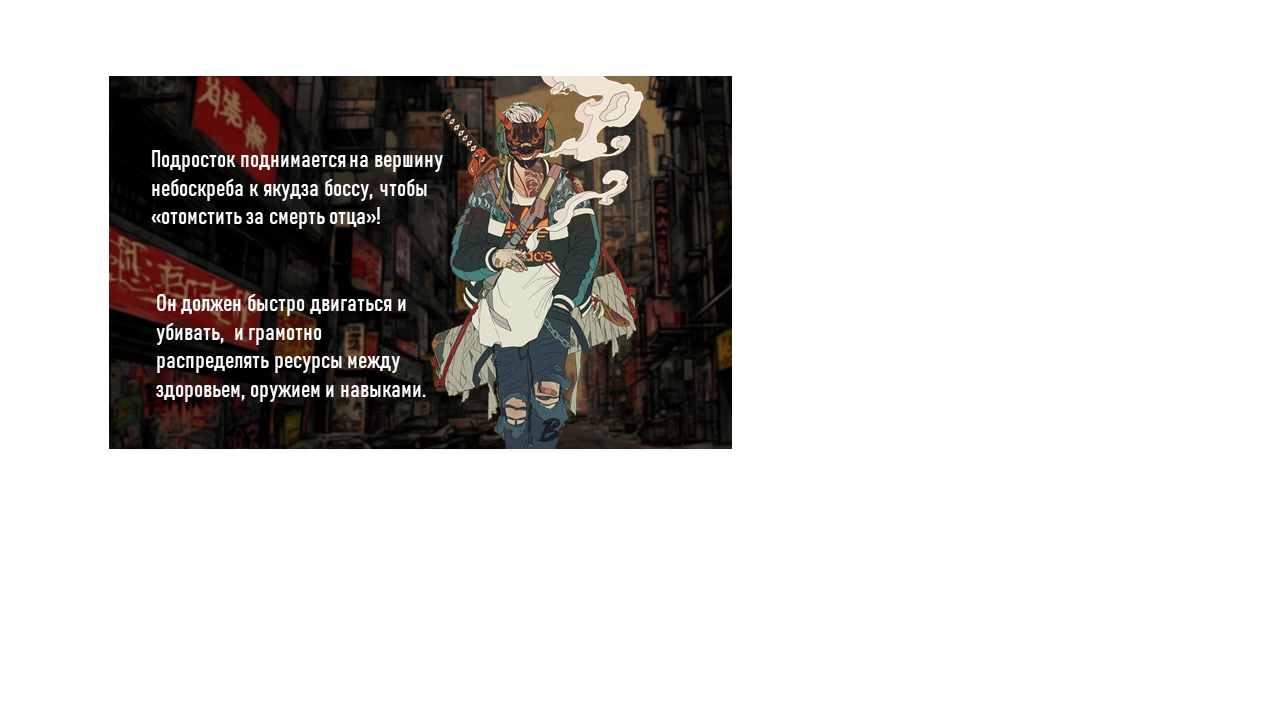 Подросток поднимается на вершину
небоскреба к якудза боссу, чтобы
«отомстить за смерть отца»!
Он должен быстро двигаться и
убивать,  и грамотно
распределять ресурсы между
здоровьем, оружием и навыками.
B